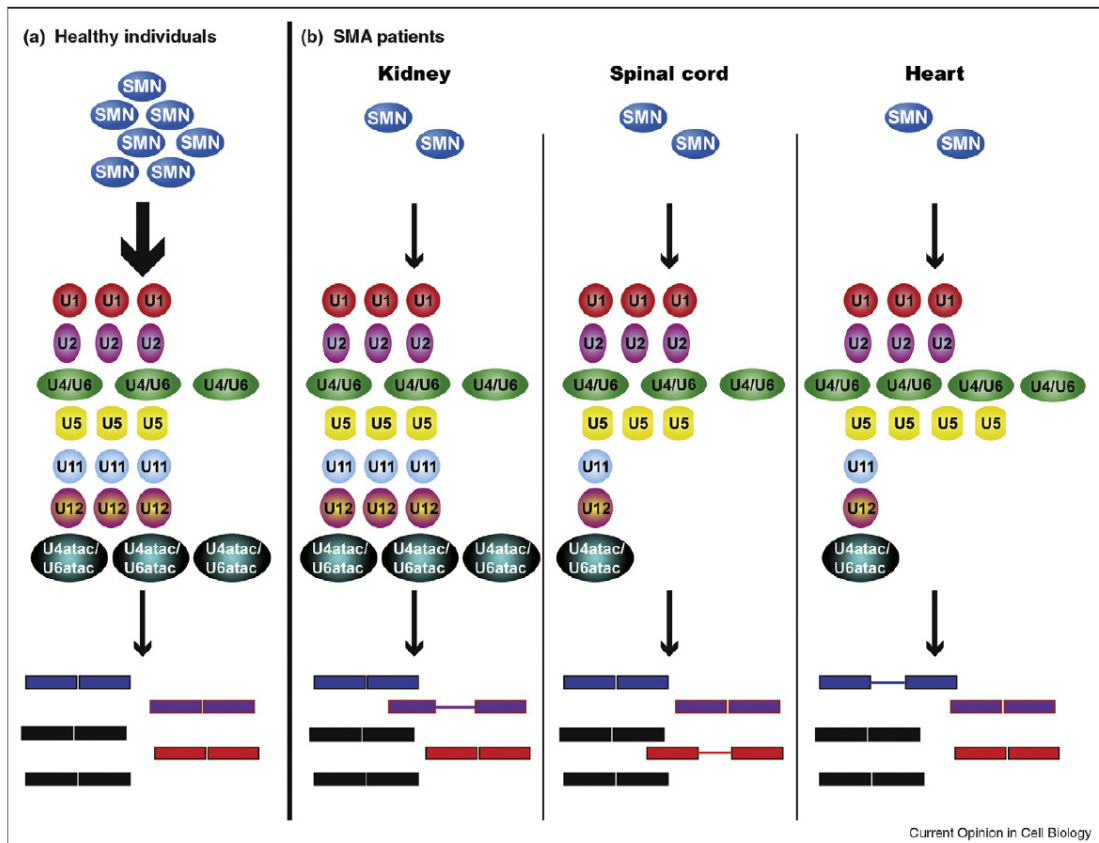 (a) Healthy individuals
SMN
SMN SMN
SMN SMN
SMN SMN
U1 U1 U1
U2 U2 U2
U4/U6 U4/U6 U4/U6
U5 U5 U5
U11 U11 U11
U12 U12 U12
U4atac/ U4atac/ U4atac/
U6atac U6atac U6atac
(b) SMA patients
Kidney
SMN
SMN
U1 U1 U1
U2 U2 U2
U4/U6 U4/U6 U4/U6
U5 U5 U5
U11 U11 U11
U12 U12 U12
U4atac/ U4atac/ U4atac/
U6atac U6atac U6atac
Spinal cord
SMN
SMN
U1 U1 U1
U2 U2 U2
U4/U6 U4/U6 U4/U6
U5 U5 U5
U11
U12
U4atac/
U6atac
Heart
SMN
SMN
U1 U1 U1
U2 U2 U2
U4/U6 U4/U6 U4/U6 U4/U6
U5 U5 U5 U5
U11
U12
U4atac/
U6atac
Current Opinion in Cell Biology